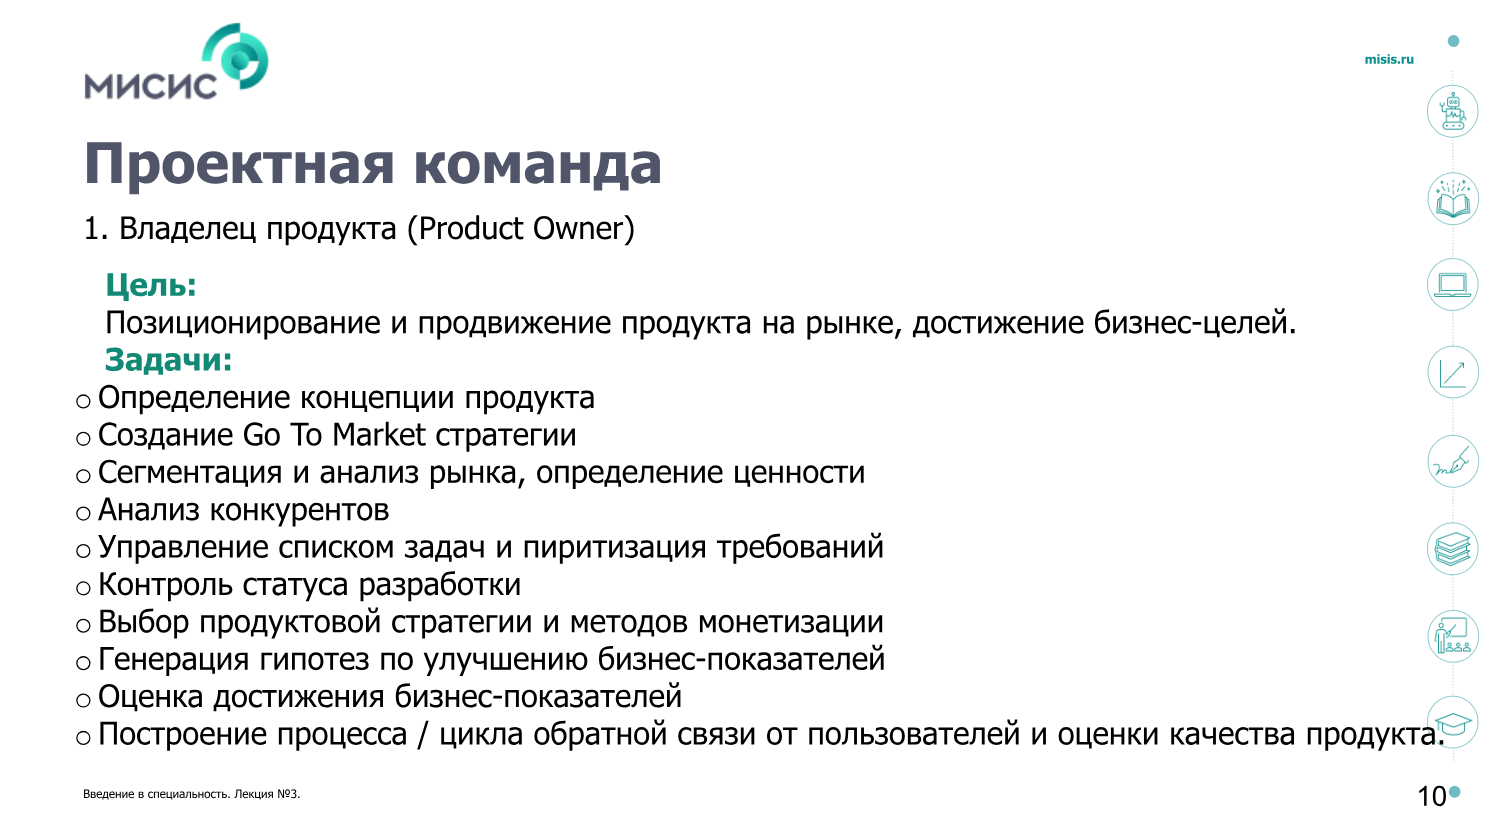 МИСИС
misis.ru
Проектная команда
1. Владелец продукта (Product Owner)
Цель:
Позиционирование и продвижение продукта на рынке, достижение бизнес-целей.
Задачи:
o Определение концепции продукта
o Создание Go To Market стратегии
o Сегментация и анализ рынка, определение ценности
o Анализ конкурентов
o Управление списком задач и пиритизация требований
o Контроль статуса разработки
o Выбор продуктовой стратегии и методов монетизации
o Генерация гипотез по улучшению бизнес-показателей
o Оценка достижения бизнес-показателей
o Построение процесса / цикла обратной связи от пользователей и оценки качества продукта.
Введение в специальность. Лекция №3.
10